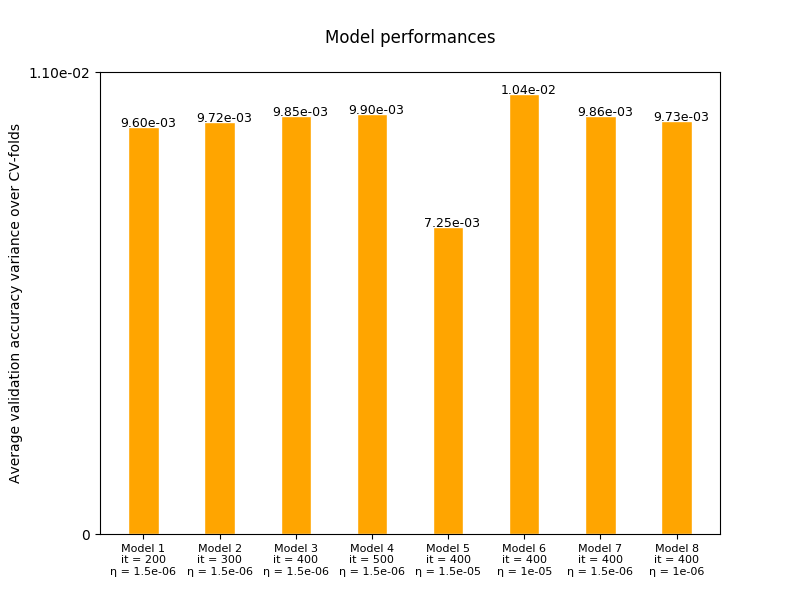 Model performances
1.10e-02
Average validation accuracy variance over CV-folds
9.60e-03
9.72e-03
9.85e-03
9.90e-03
7.25e-03
1.04e-02
9.86e-03
9.73e-03
0
Model 1
it = 200
η = 1.5e-06
Model 2
it = 300
η = 1.5e-06
Model 3
it = 400
η = 1.5e-06
Model 4
it = 500
η = 1.5e-06
Model 5
it = 400
η = 1.5e-05
Model 6
it = 400
η = 1e-05
Model 7
it = 400
η = 1.5e-06
Model 8
it = 400
η = 1e-06